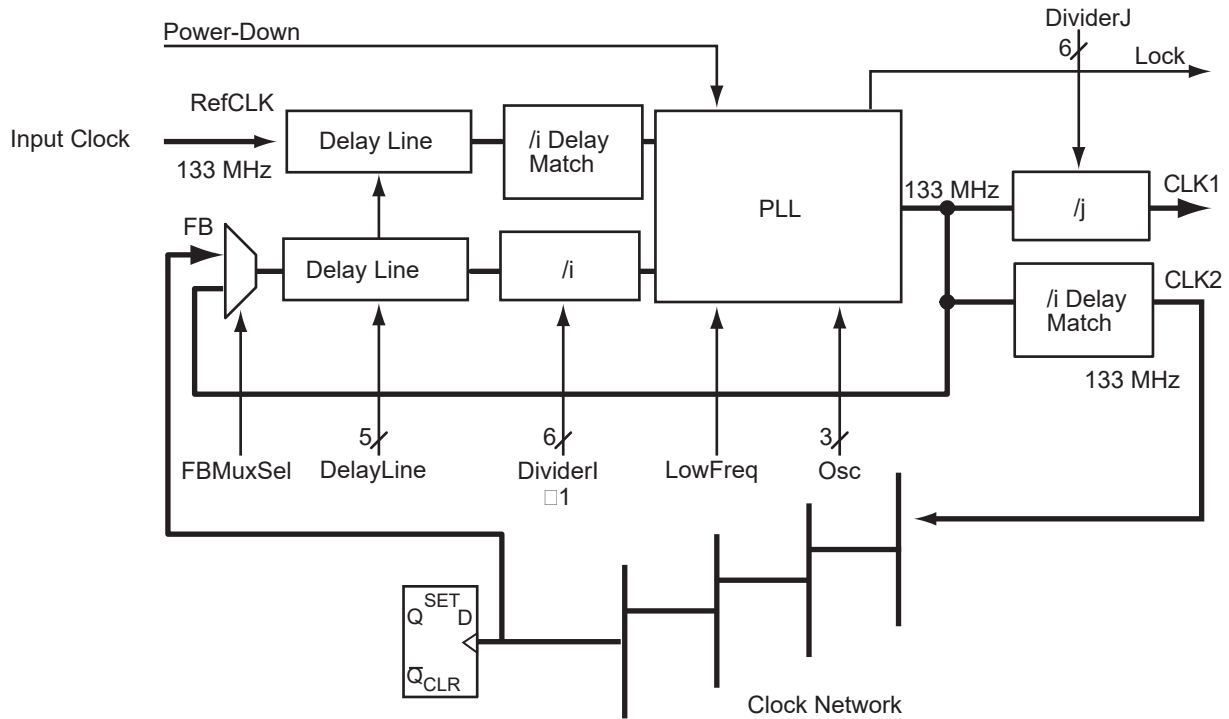 DividerJ
Power-Down
6
Lock
RefCLK
Input Clock
Delay Line
/i Delay
Match
133 MHz
PLL
133 MHz
/j
CLK1
FB
Delay Line
/i
/i Delay
Match
CLK2
133 MHz
5
6
3
FBMuxSel
DelayLine
DividerI
□1
LowFreq
Osc
SET
Q
D
Q̅
CLR
Clock Network